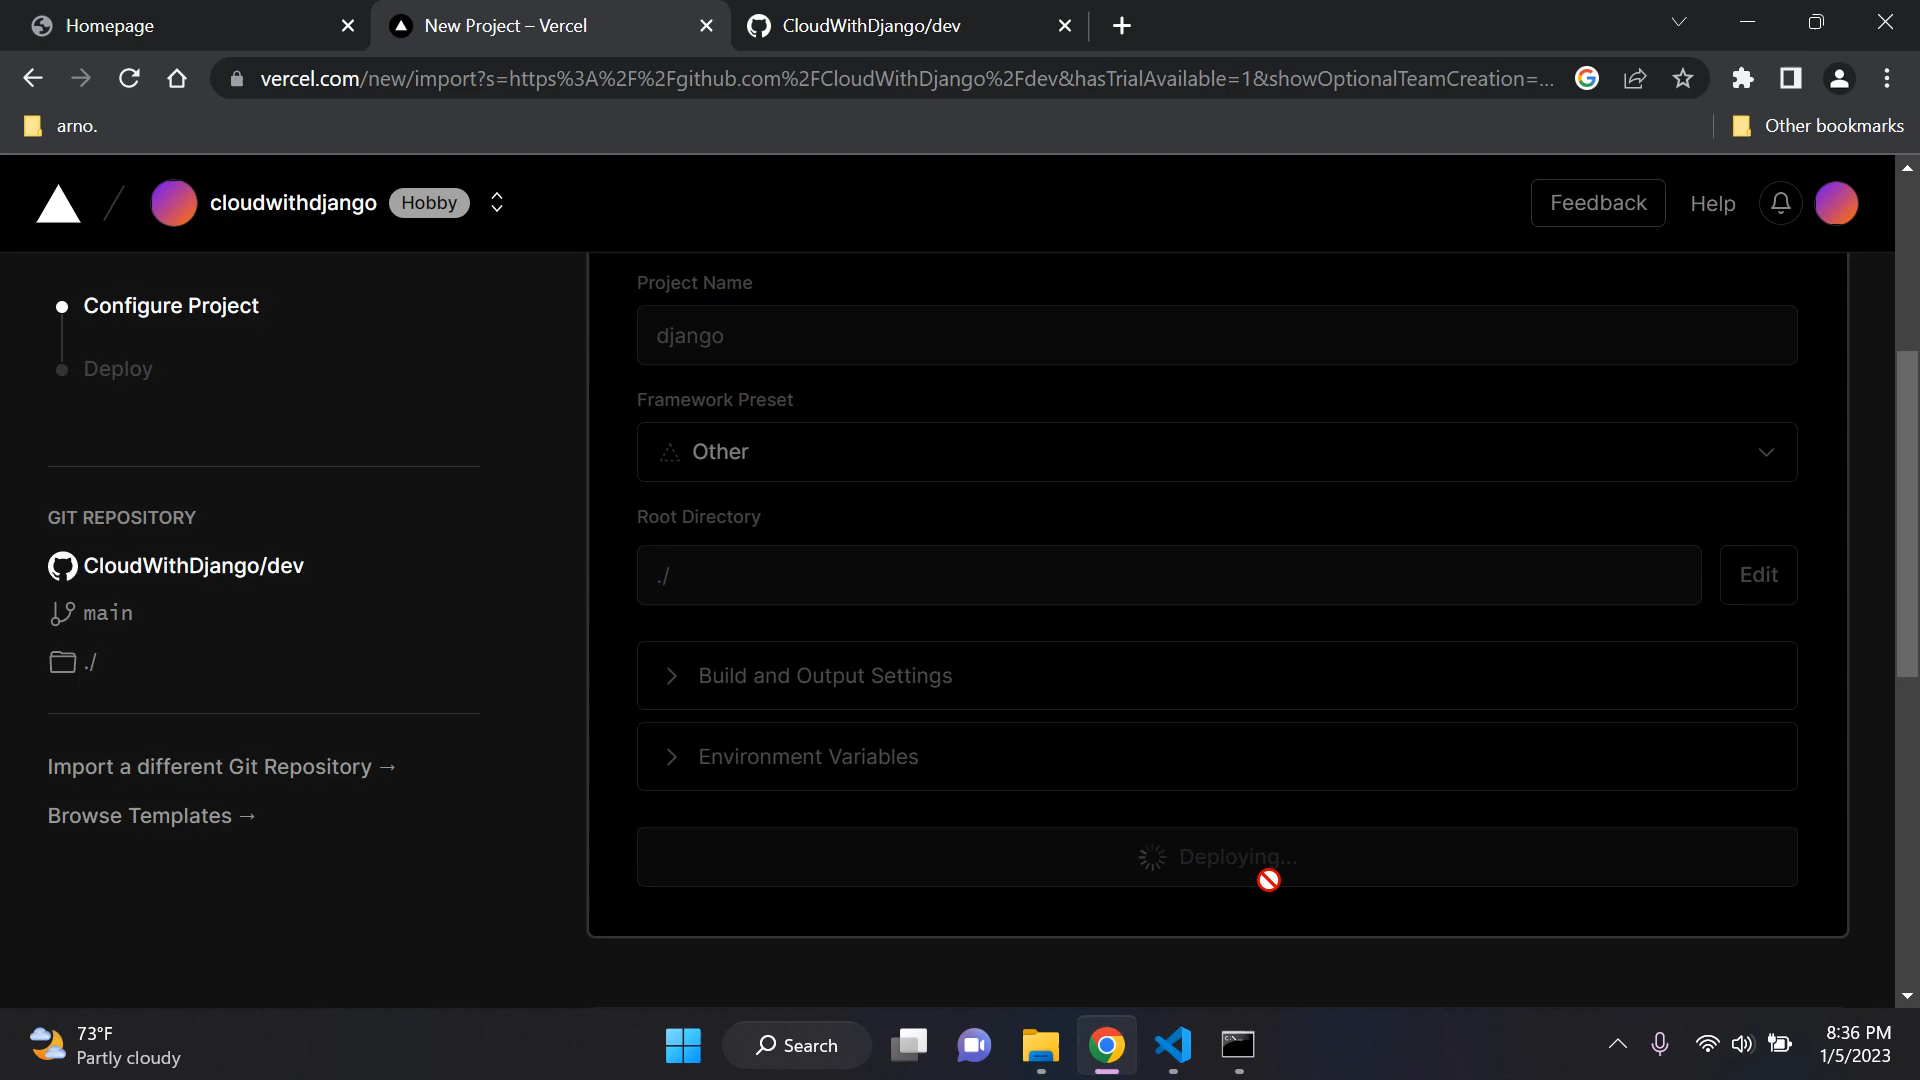 Homepage
New Project – Vercel
CloudWithDjango/dev
vercel.com/new/import?s=https%3A%2F%2Fgithub.com%2FCloudWithDjango%2Fdev&hasTrialAvailable=1&showOptionalTeamCreation=...
arno.
Other bookmarks
cloudwithdjango
Hobby
Feedback
Help
Configure Project
Deploy
GIT REPOSITORY
CloudWithDjango/dev
main
./
Import a different Git Repository →
Browse Templates →
Project Name
django
Framework Preset
Other
Root Directory
./
Edit
Build and Output Settings
Environment Variables
Deploying...
73°F
Partly cloudy
Search
8:36 PM
1/5/2023